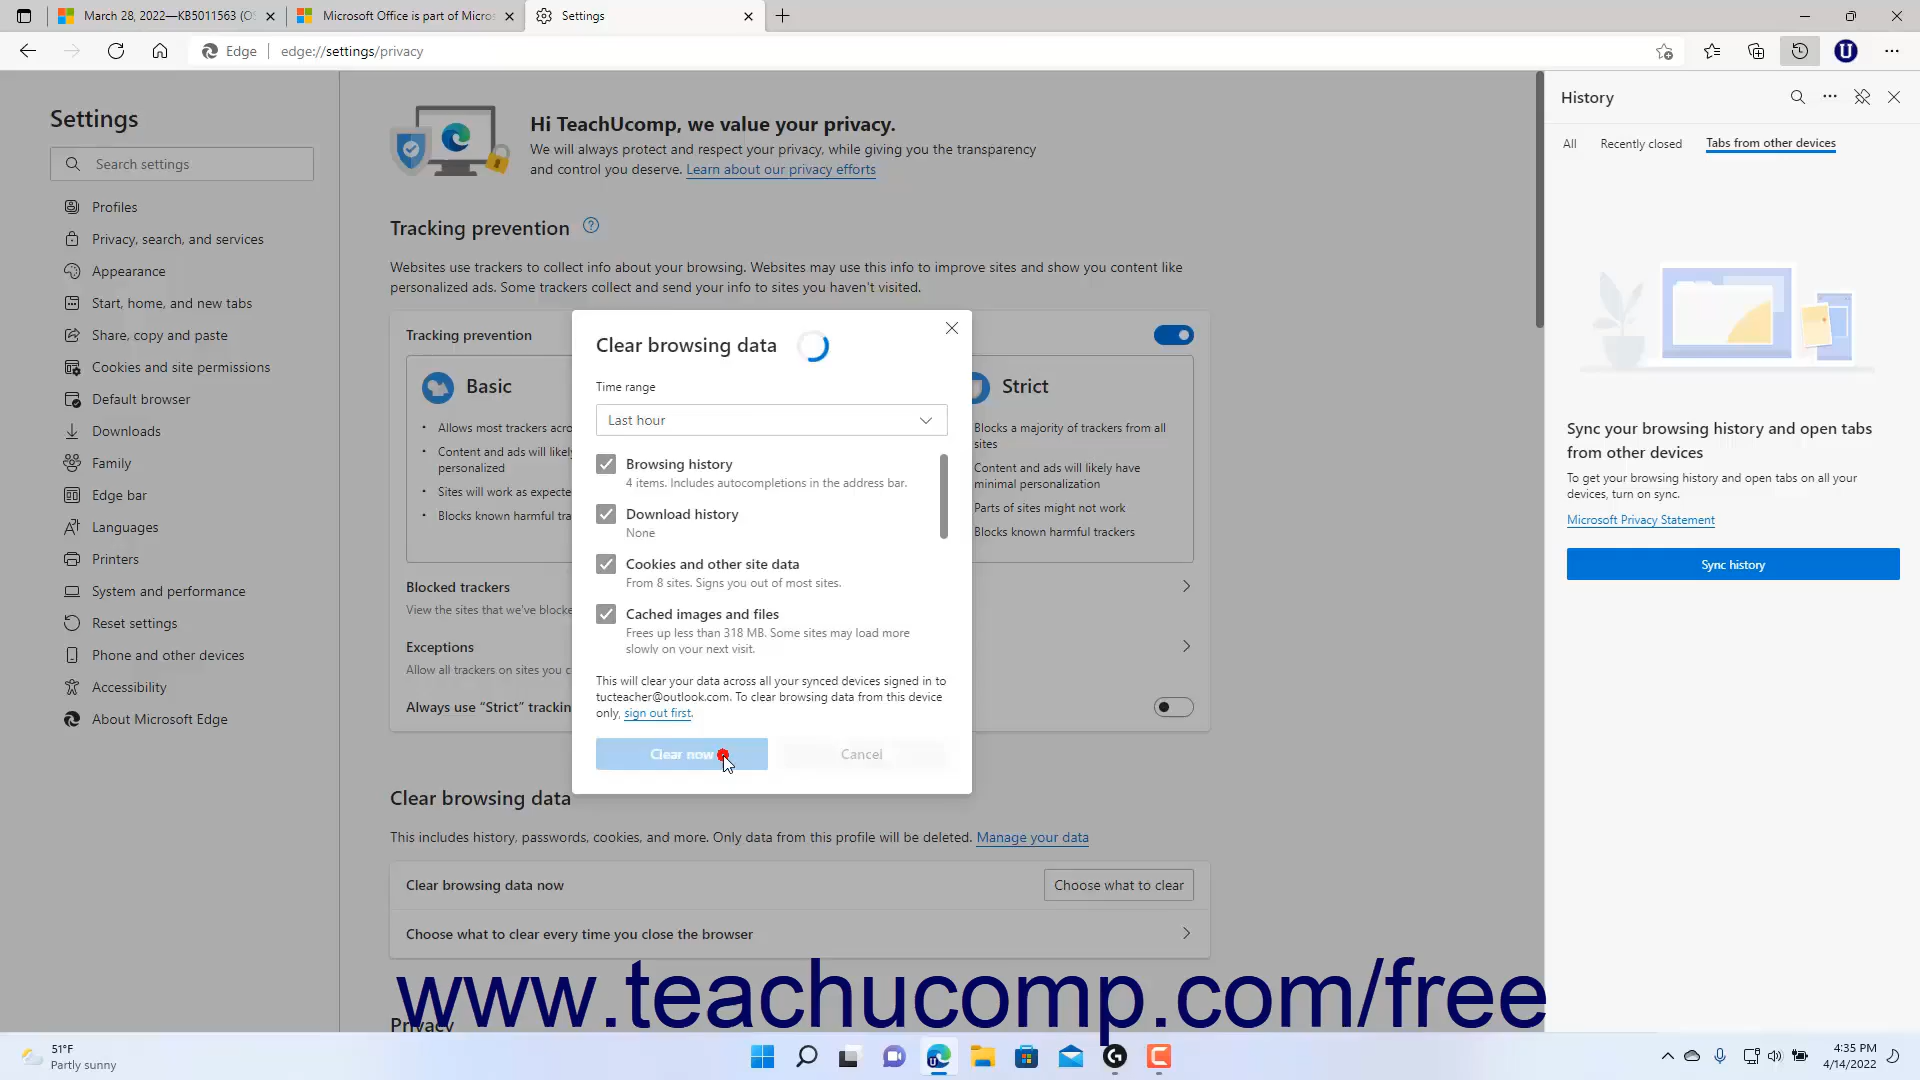 March 28, 2022—KB5011563 (OS
Microsoft Office is part of Micros
Settings
Edge
edge://settings/privacy
Settings
Search settings
Profiles
Privacy, search, and services
Appearance
Start, home, and new tabs
Share, copy and paste
Cookies and site permissions
Default browser
Downloads
Family
Edge bar
Languages
Printers
System and performance
Reset settings
Phone and other devices
Accessibility
About Microsoft Edge
Hi TeachUcomp, we value your privacy.
We will always protect and respect your privacy, while giving you the transparency
and control you deserve. Learn about our privacy efforts
Tracking prevention
Websites use trackers to collect info about your browsing. Websites may use this info to improve sites and show you content like
personalized ads. Some trackers collect and send your info to sites you haven't visited.
Tracking prevention
Basic
• Allows most trackers acro
• Content and ads will likely
personalized
• Sites will work as expecte
• Blocks known harmful tra
Strict
Blocks a majority of trackers from all
sites
Content and ads will likely have
minimal personalization
Parts of sites might not work
Blocks known harmful trackers
Blocked trackers
View the sites that we've blocke
Exceptions
Allow all trackers on sites you c
Always use “Strict” trackin
Clear browsing data
Time range
Last hour
Browsing history
4 items. Includes autocompletions in the address bar.
Download history
None
Cookies and other site data
From 8 sites. Signs you out of most sites.
Cached images and files
Frees up less than 318 MB. Some sites may load more
slowly on your next visit.
This will clear your data across all your synced devices signed in to
tucteacher@outlook.com. To clear browsing data from this device
only, sign out first.
Clear now
Cancel
Clear browsing data
This includes history, passwords, cookies, and more. Only data from this profile will be deleted. Manage your data
Clear browsing data now
Choose what to clear
Choose what to clear every time you close the browser
Privacy
www.teachucomp.com/free
History
All
Recently closed
Tabs from other devices
Sync your browsing history and open tabs
from other devices
To get your browsing history and open tabs on all your
devices, turn on sync.
Microsoft Privacy Statement
Sync history
51°F
Partly sunny
4:35 PM
4/14/2022